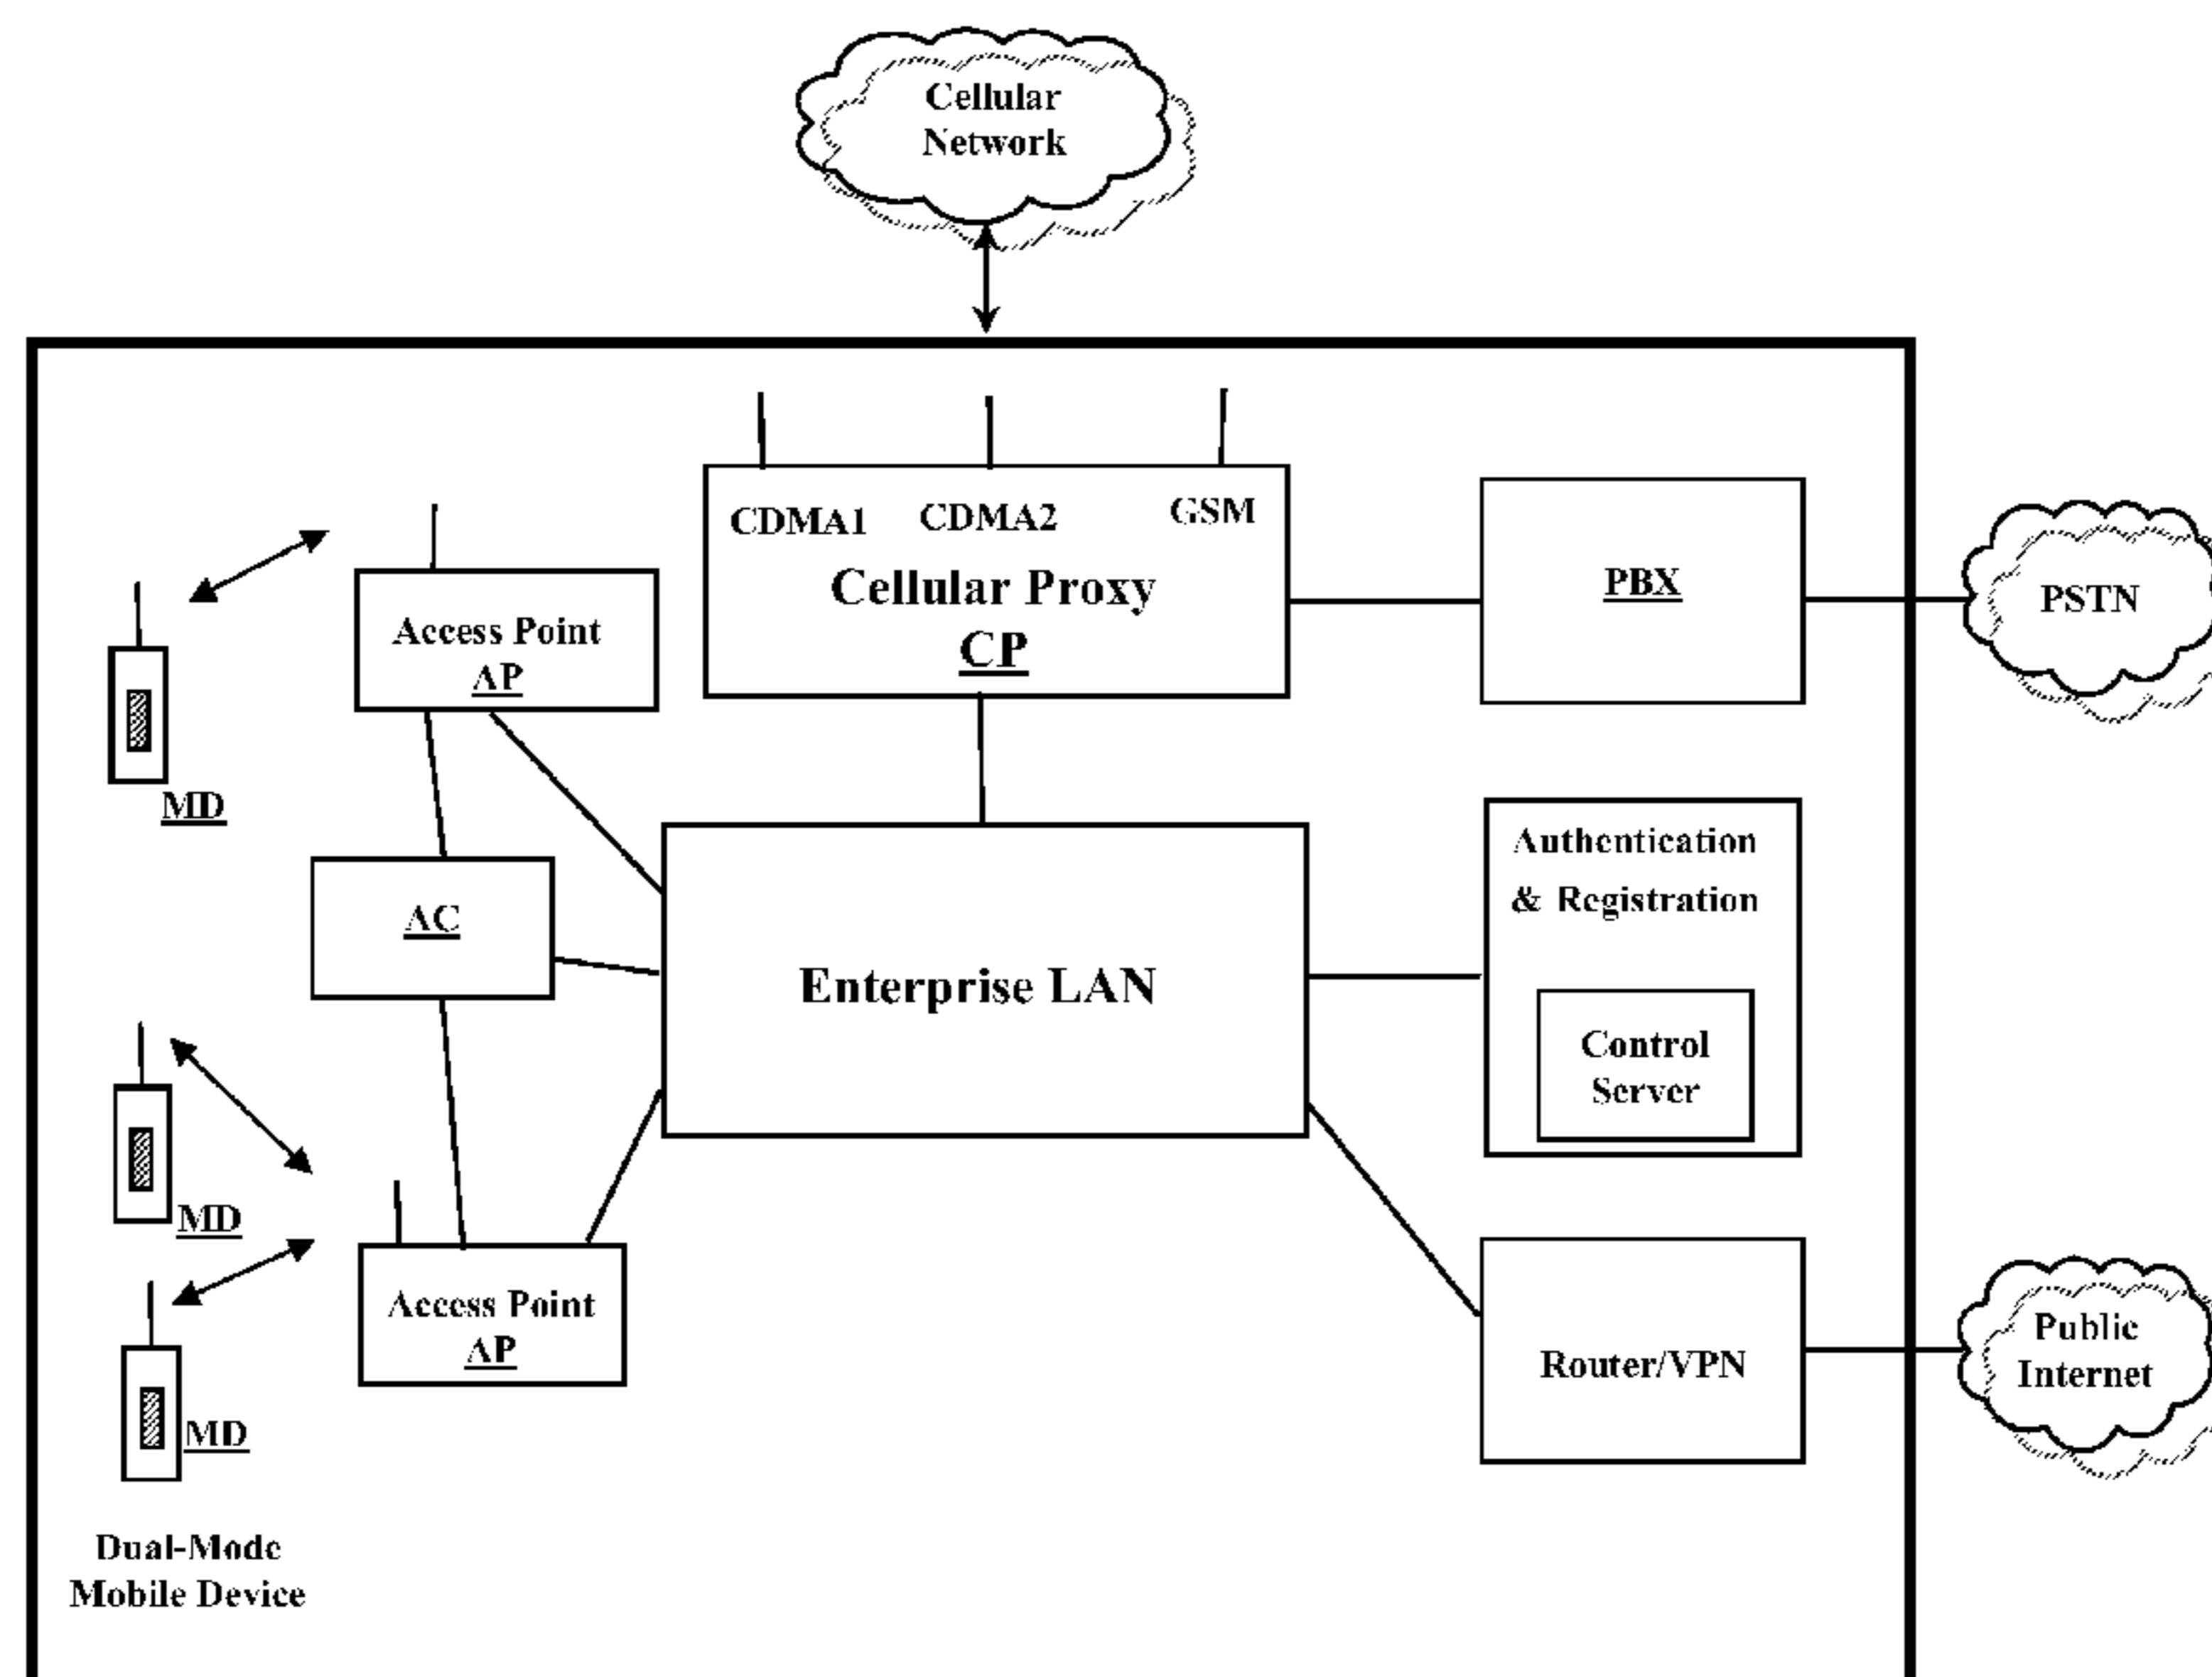 Cellular
Network
CDMA1
CDMA2
GSM
Cellular Proxy
CP
PBX
PSTN
Access Point
AP
MD
AC
Enterprise LAN
Authentication
& Registration
Control
Server
MD
Access Point
AP
MD
Router/VPN
Public
Internet
Dual-Mode
Mobile Device